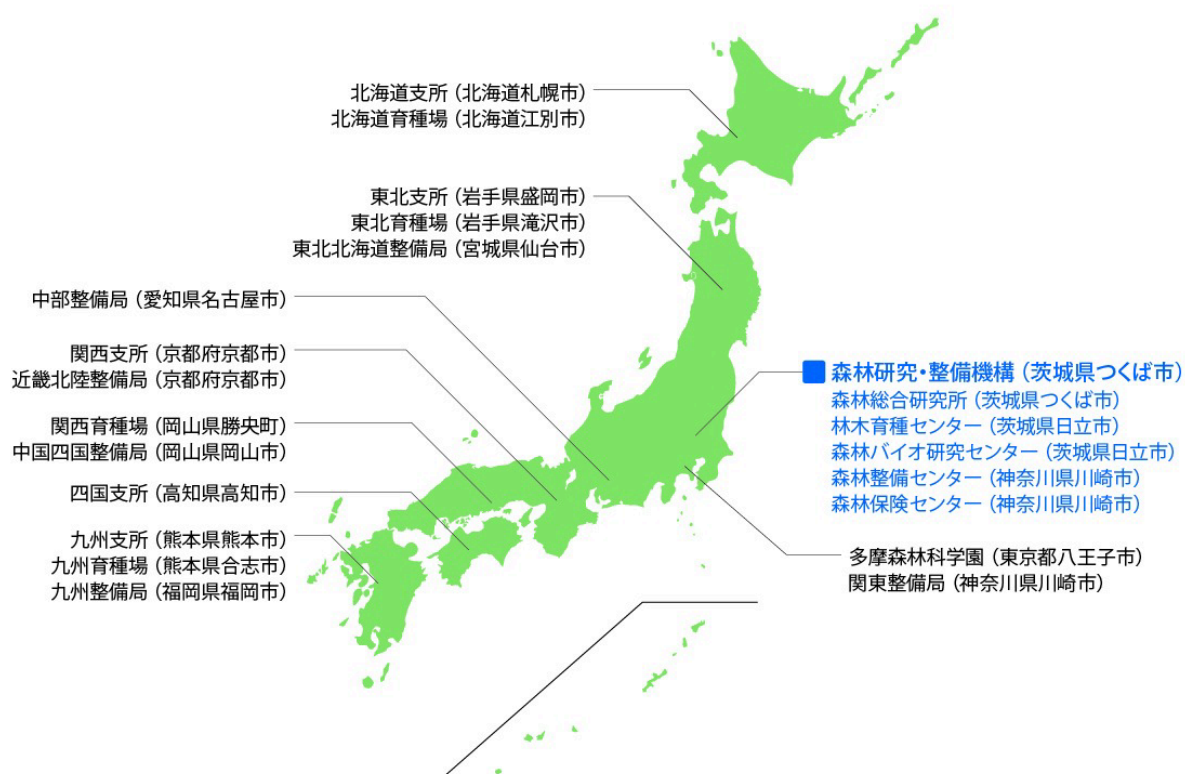 北海道支所（北海道札幌市）
北海道育種場（北海道江別市）
東北支所（岩手県盛岡市）
東北育種場（岩手県滝沢市）
東北北海道整備局（宮城県仙台市）
中部整備局（愛知県名古屋市）
関西支所（京都府京都市）
近畿北陸整備局（京都府京都市）
関西育種場（岡山県勝央町）
中国四国整備局（岡山県岡山市）
四国支所（高知県高知市）
九州支所（熊本県熊本市）
九州育種場（熊本県合志市）
九州整備局（福岡県福岡市）
森林研究・整備機構（茨城県つくば市）
森林総合研究所（茨城県つくば市）
林木育種センター（茨城県日立市）
森林バイオ研究センター（茨城県日立市）
森林整備センター（神奈川県川崎市）
森林保険センター（神奈川県川崎市）
多摩森林科学園（東京都八王子市）
関東整備局（神奈川県川崎市）